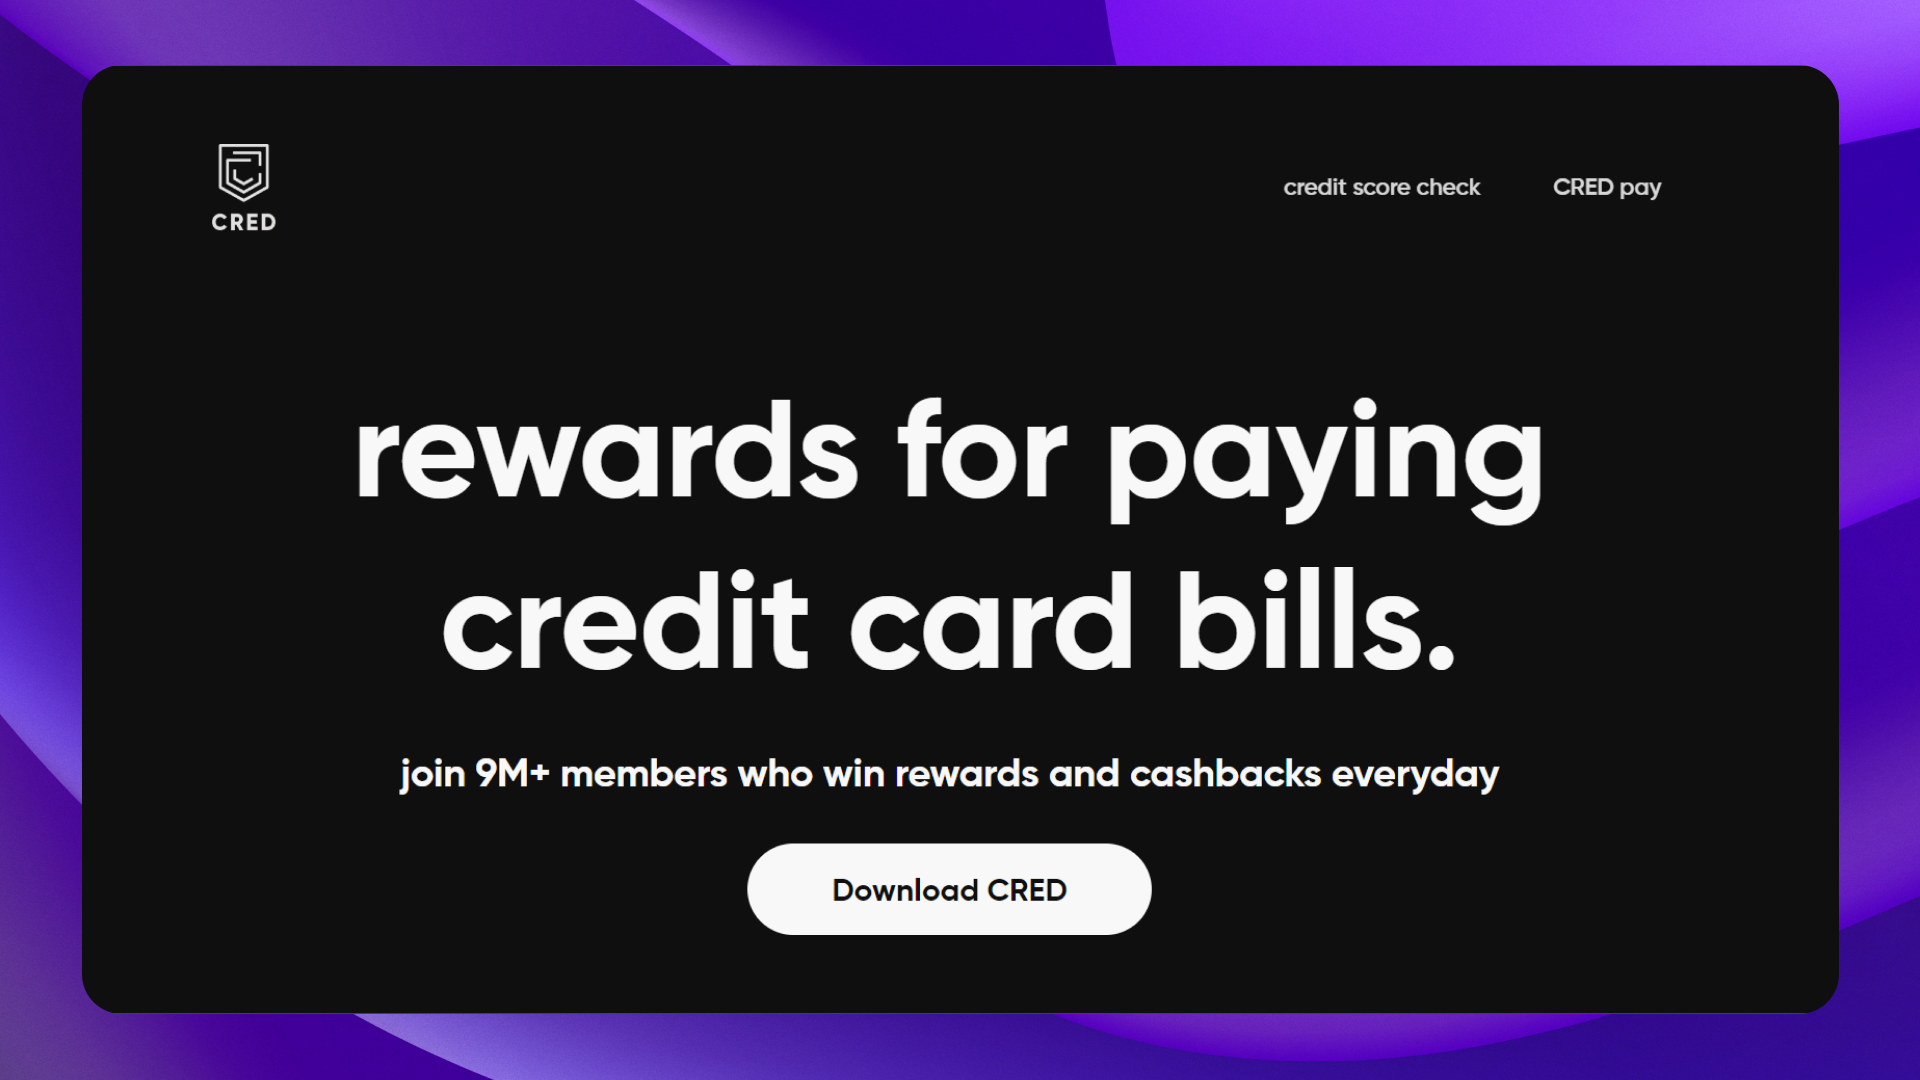 CRED
credit score check
CRED pay
rewards for paying
credit card bills.
join 9M+ members who win rewards and cashbacks everyday
Download CRED